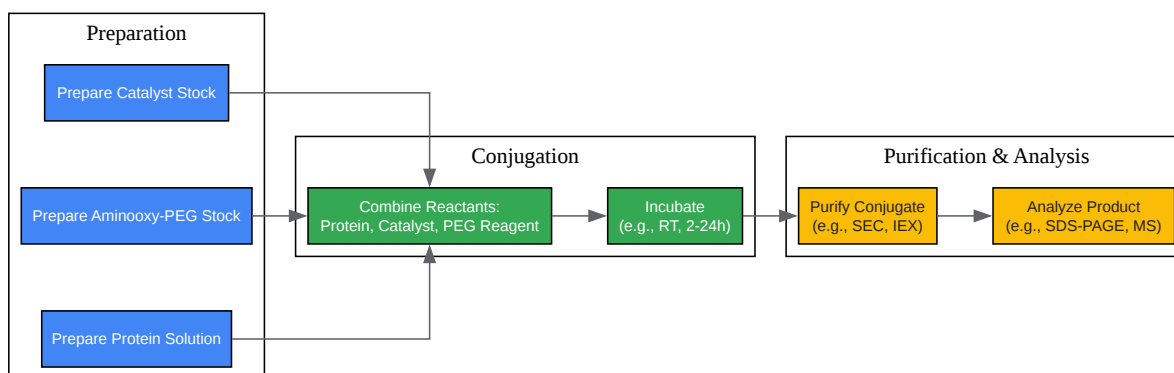 Preparation
Prepare Catalyst Stock
Prepare Aminooxy-PEG Stock
Prepare Protein Solution
Conjugation
Combine Reactants:
Protein, Catalyst, PEG Reagent
Incubate
(e.g., RT, 2-24h)
Purification & Analysis
Purify Conjugate
(e.g., SEC, IEX)
Analyze Product
(e.g., SDS-PAGE, MS)